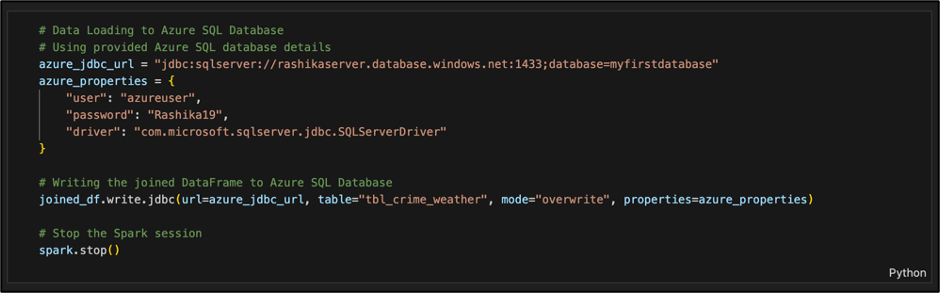 # Data Loading to Azure SQL Database
# Using provided Azure SQL database details
azure_jdbc_url = "jdbc:sqlserver://rashikaserver.database.windows.net:1433;database=myfirstdatabase"
azure_properties = {
    "user": "azureuser",
    "password": "Rashika19",
    "driver": "com.microsoft.sqlserver.jdbc.SQLServerDriver"
}
# Writing the joined DataFrame to Azure SQL Database
joined_df.write.jdbc(url=azure_jdbc_url, table="tbl_crime_weather", mode="overwrite", properties=azure_properties)
# Stop the Spark session
spark.stop()
Python